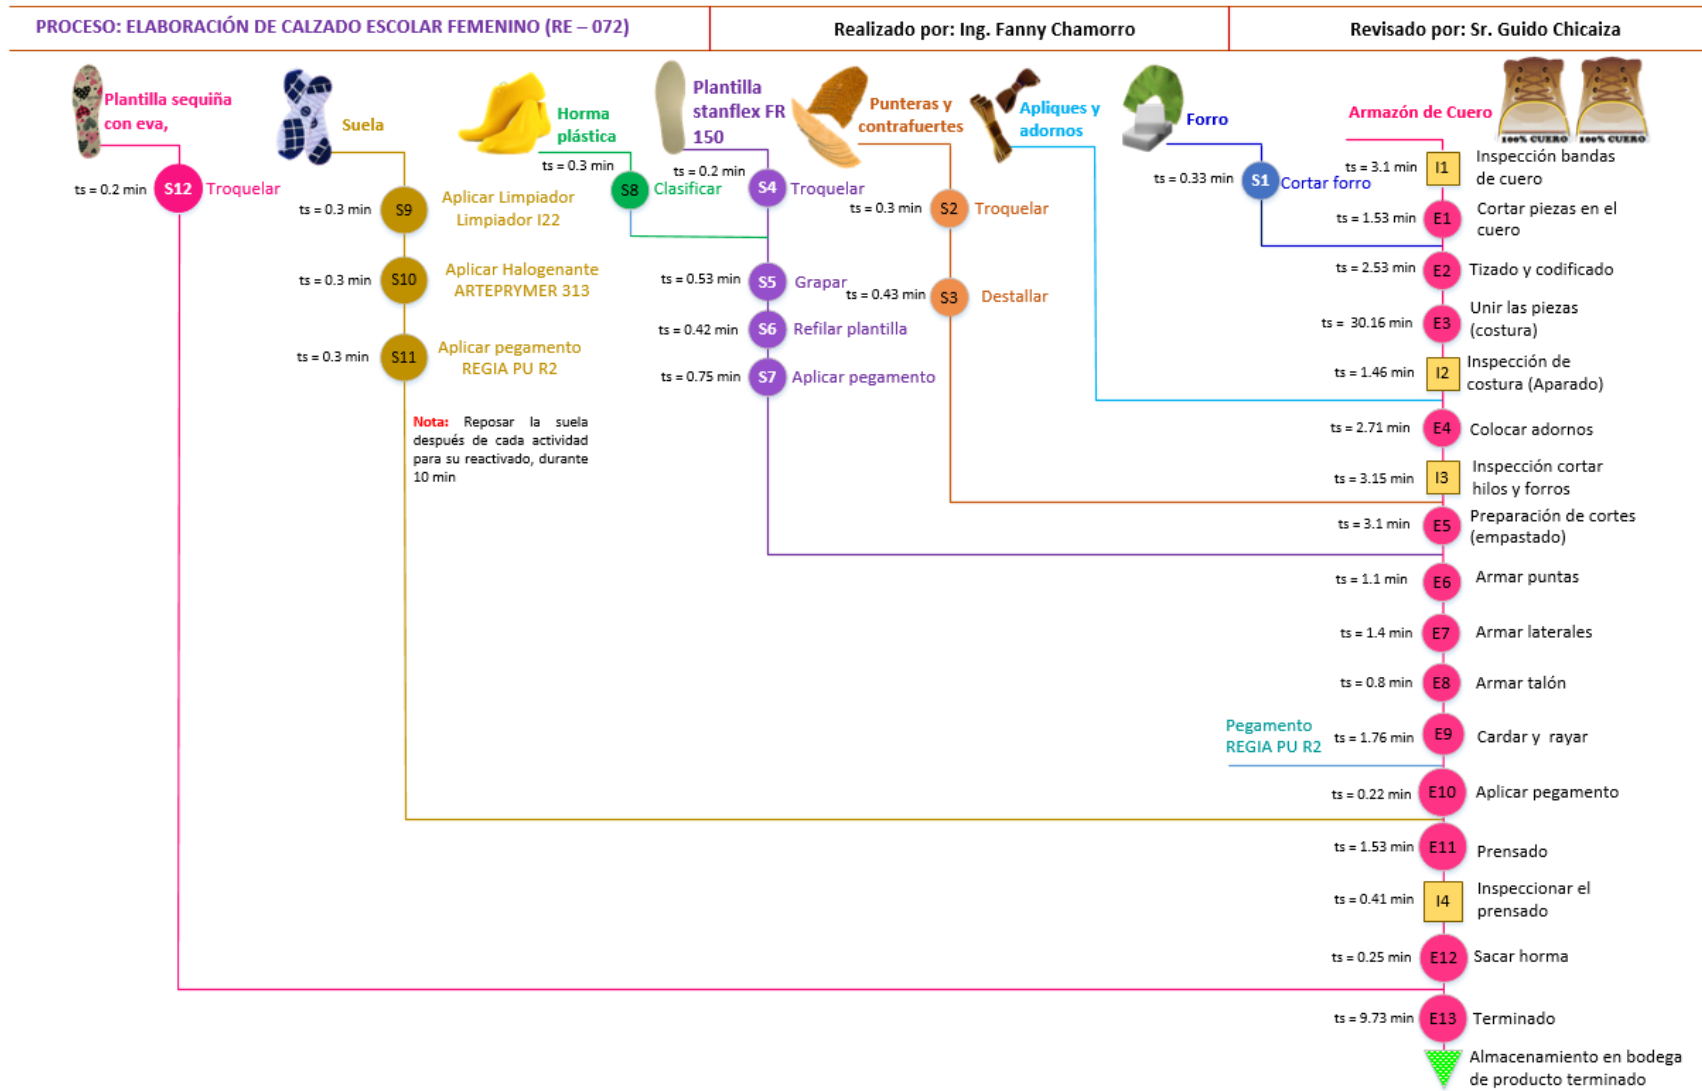 PROCESO: ELABORACIÓN DE CALZADO ESCOLAR FEMENINO (RE – 072)
Realizado por: Ing. Fanny Chamorro
Revisado por: Sr. Guido Chicaiza
Plantilla sequiña
con eva,
ts = 0.2 min
S12
Troquelar
Suela
ts = 0.3 min
S9
Aplicar Limpiador
Limpiador I22
ts = 0.3 min
S10
Aplicar Halogenante
ARTEPRYMER 313
ts = 0.3 min
S11
Aplicar pegamento
REGIA PU R2
Nota: Reposar la suela
después de cada actividad
para su reactivado, durante
10 min
Horma
plástica
ts = 0.3 min
S8
Clasificar
Plantilla
stanflex FR
150
ts = 0.2 min
S4
Troquelar
ts = 0.53 min
S5
Grapar
ts = 0.42 min
S6
Refilar plantilla
ts = 0.75 min
S7
Aplicar pegamento
Punteras y
contrafuertes
ts = 0.3 min
S2
Troquelar
ts = 0.43 min
S3
Destallar
Apliques y
adornos
Forro
ts = 0.33 min
S1
Cortar forro
Armazón de Cuero
100% CUERO
100% CUERO
ts = 3.1 min
I1
Inspección bandas
de cuero
ts = 1.53 min
E1
Cortar piezas en el
cuero
ts = 2.53 min
E2
Tizado y codificado
ts = 30.16 min
E3
Unir las piezas
(costura)
ts = 1.46 min
I2
Inspección de
costura (Aparado)
ts = 2.71 min
E4
Colocar adornos
ts = 3.15 min
I3
Inspección cortar
hilos y forros
ts = 3.1 min
E5
Preparación de cortes
(empastado)
ts = 1.1 min
E6
Armar puntas
ts = 1.4 min
E7
Armar laterales
ts = 0.8 min
E8
Armar talón
Pegamento
REGIA PU R2
ts = 1.76 min
E9
Cardar y rayar
ts = 0.22 min
E10
Aplicar pegamento
ts = 1.53 min
E11
Prensado
ts = 0.41 min
I4
Inspeccionar el
prensado
ts = 0.25 min
E12
Sacar horma
ts = 9.73 min
E13
Terminado
Almacenamiento en bodega
de producto terminado